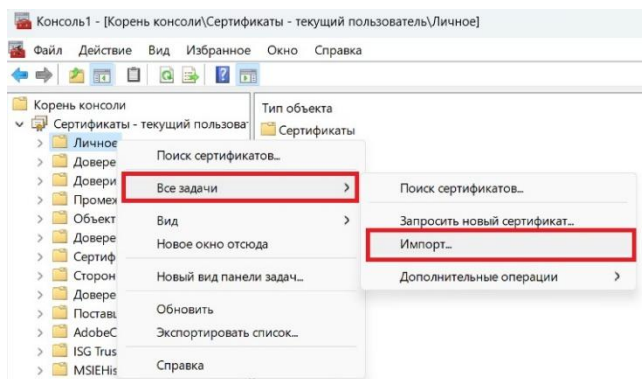 Консоль1 - [Корень консоли\Сертификаты - текущий пользователь\Личное]
Файл Действие Вид Избранное Окно Справка
Корень консоли
Сертификаты - текущий пользоват
Личное
Довере
Довери
Промеж
Объект
Довере
Сертиф
Сторон
Довере
Поставщ
AdobeC
ISG Trus
MSIEHis
Тип объекта
Сертификаты
Поиск сертификатов...
Все задачи
Вид
Новое окно отсюда
Новый вид панели задач...
Обновить
Экспортировать список...
Справка
Поиск сертификатов...
Запросить новый сертификат...
Импорт...
Дополнительные операции